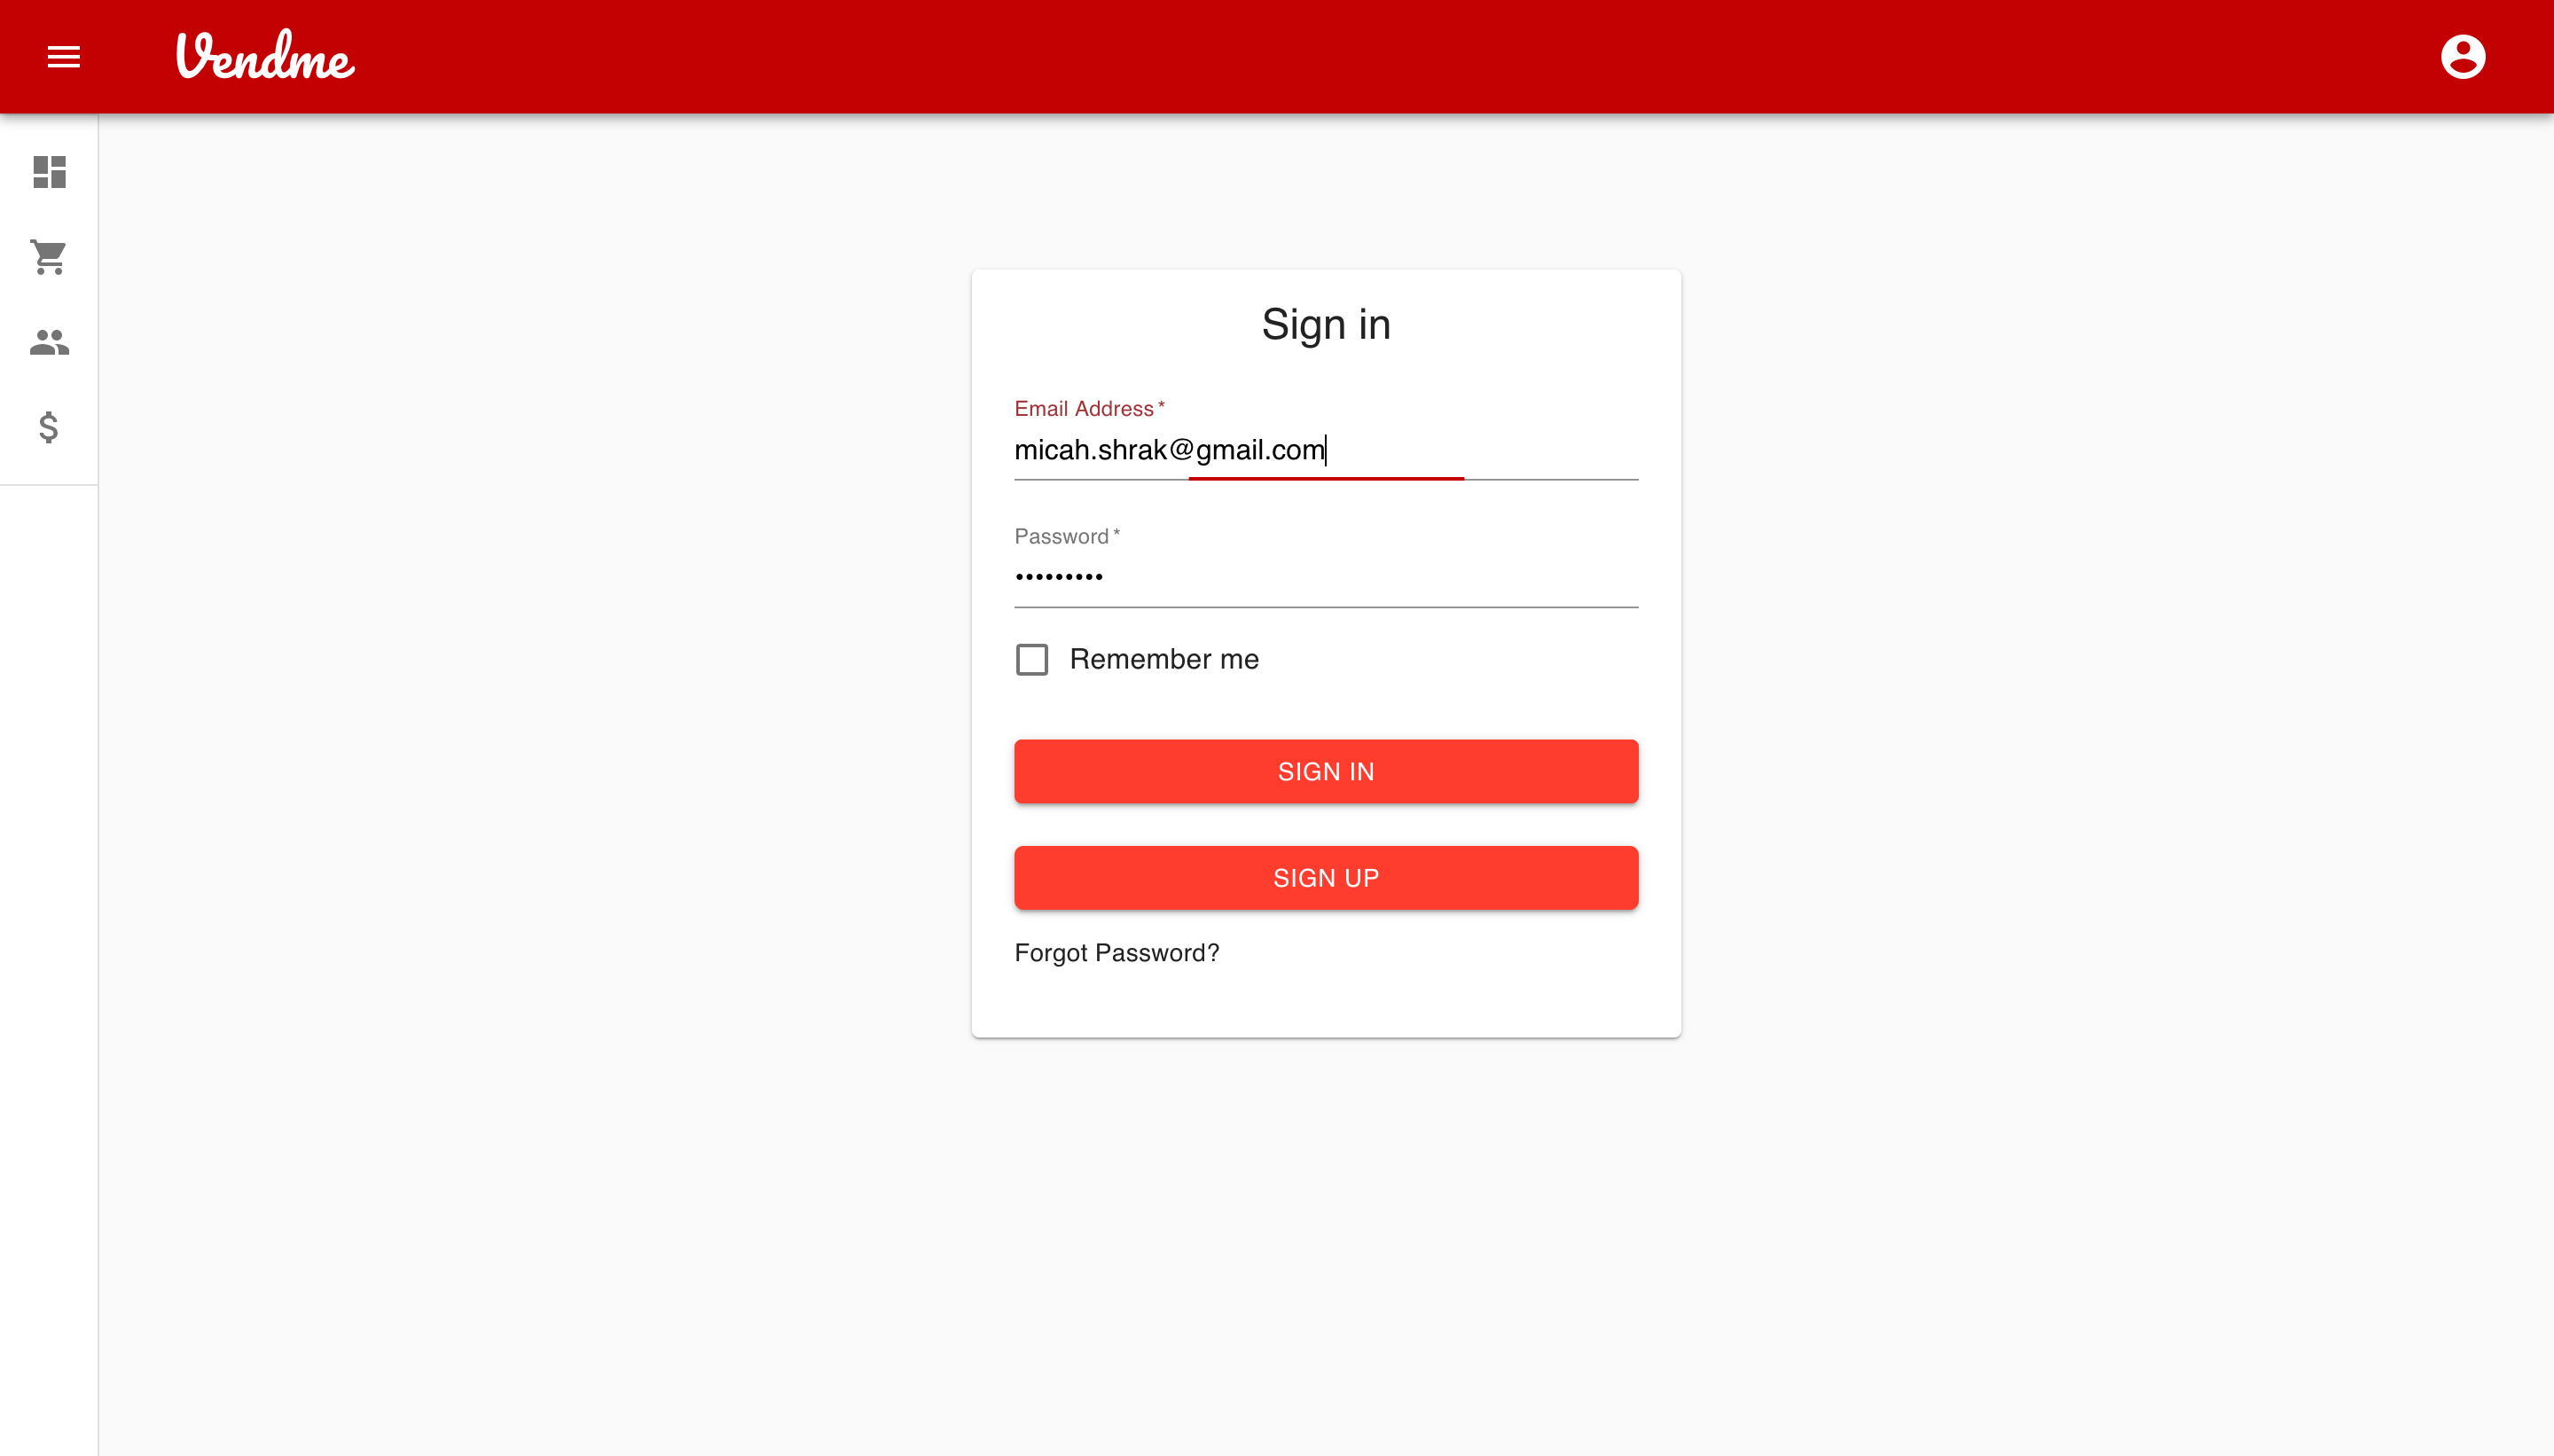 Vendme
Sign in
Email Address *
micah.shrak@gmail.com
Password *
•••••••••
Remember me
SIGN IN
SIGN UP
Forgot Password?